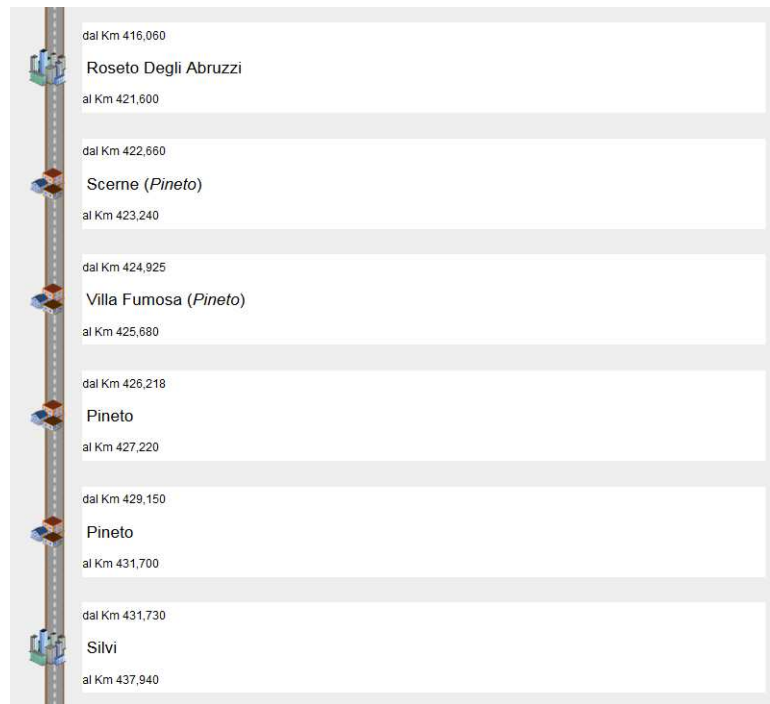 dal Km 416,060
Roseto Degli Abruzzi
al Km 421,600
dal Km 422,660
Scerne (Pineto)
al Km 423,240
dal Km 424,925
Villa Fumosa (Pineto)
al Km 425,680
dal Km 426,218
Pineto
al Km 427,220
dal Km 429,150
Pineto
al Km 431,700
dal Km 431,730
Silvi
al Km 437,940